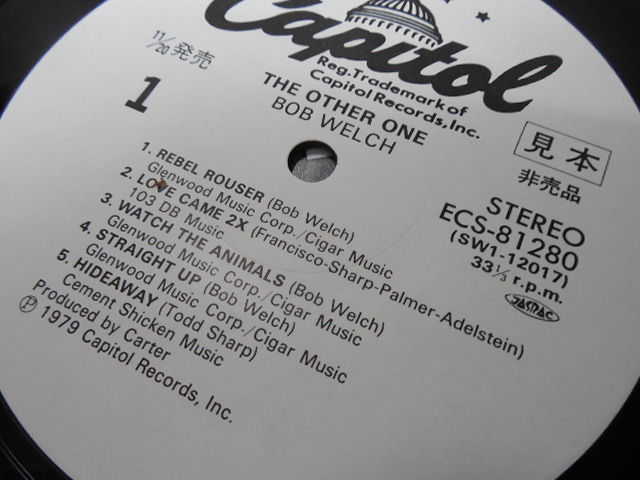 Capitol
Reg. Trademark of
Capitol Records, Inc.
11/20 発売
1
THE OTHER ONE
BOB WELCH
見本
非売品
STEREO
ECS-81280
(SW1-12017)
33 1/3 r.p.m.
JASRAC
1. REBEL ROUSER (Bob Welch)
Glenwood Music Corp./Cigar Music
2. LOVE CAME 2X (Francisco-Sharp-Palmer-Adelstein)
103 DB Music
3. WATCH THE ANIMALS (Bob Welch)
Glenwood Music Corp./Cigar Music
4. STRAIGHT UP (Bob Welch)
Glenwood Music Corp./Cigar Music
5. HIDEAWAY (Todd Sharp)
Cement Shicken Music
Produced by Carter
℗ 1979 Capitol Records, Inc.